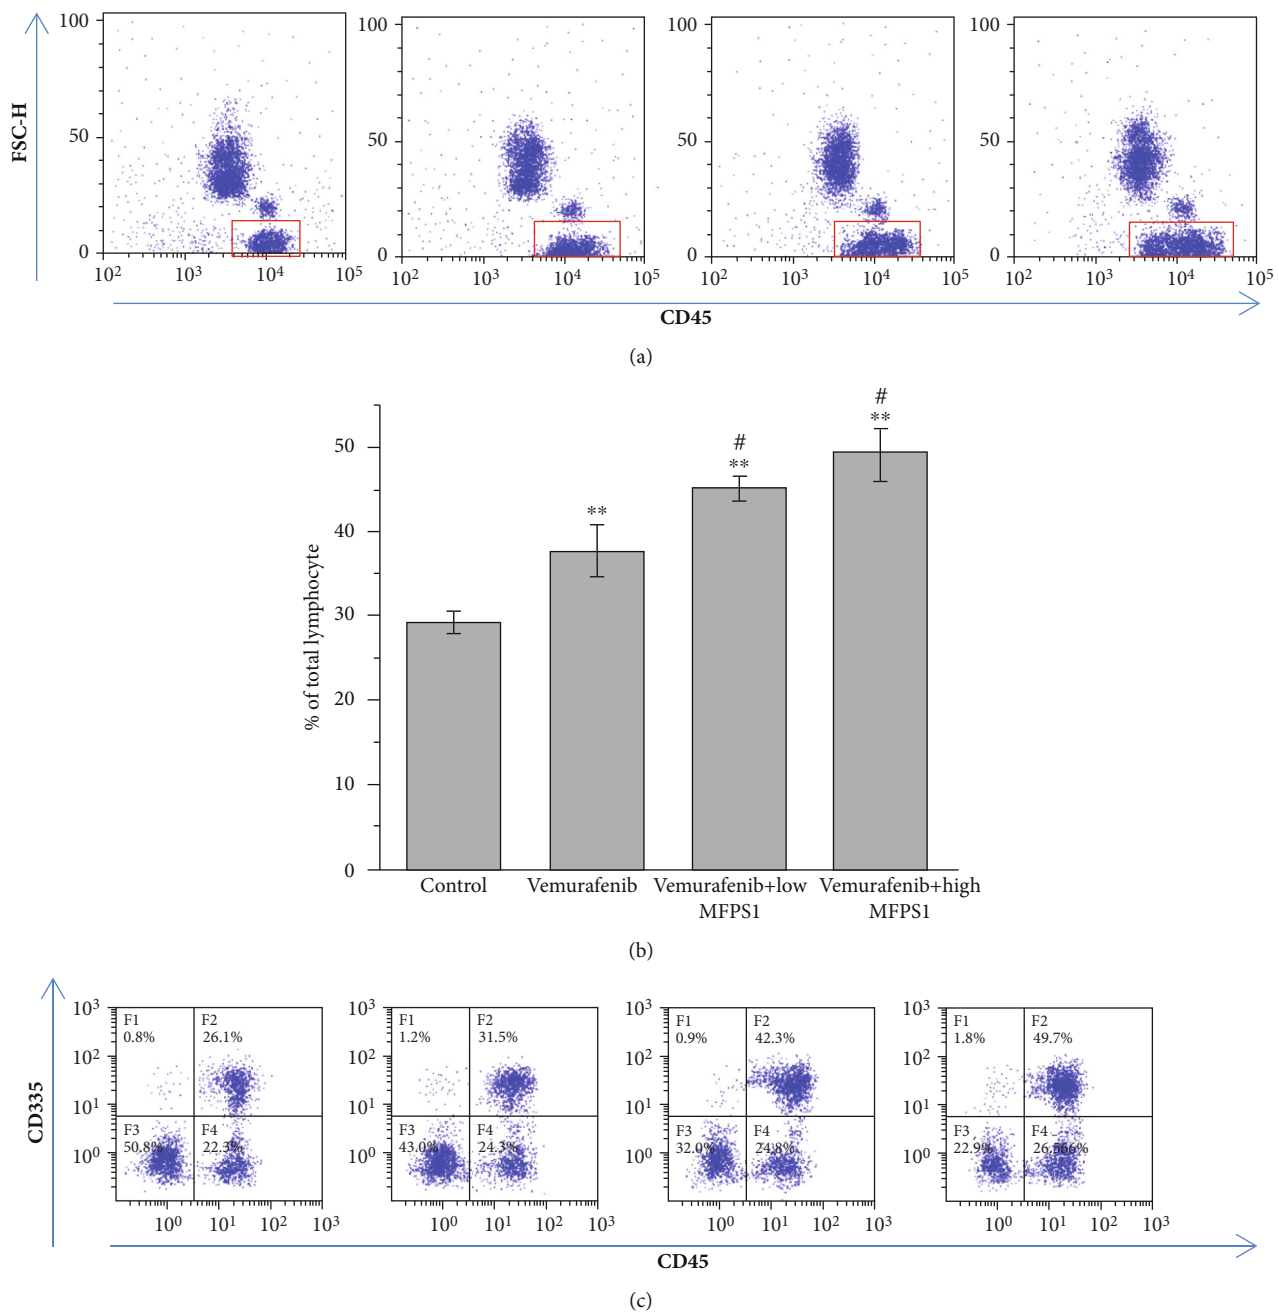 FSC-H
100
50
0
10² 10³ 10⁴ 10⁵
100
50
0
10² 10³ 10⁴ 10⁵
100
50
0
10² 10³ 10⁴ 10⁵
100
50
0
10² 10³ 10⁴ 10⁵
CD45
(a)
% of total lymphocyte
50
40
30
20
10
0
**
#
**
#
**
Control
Vemurafenib
Vemurafenib+low
MFPS1
Vemurafenib+high
MFPS1
(b)
CD335
10³
10²
10¹
10⁰
F1
0.8%
F2
26.1%
F3
50.8%
F4
22.3%
10⁰ 10¹ 10² 10³
10³
10²
10¹
10⁰
F1
1.2%
F2
31.5%
F3
43.0%
F4
24.3%
10⁰ 10¹ 10² 10³
10³
10²
10¹
10⁰
F1
0.9%
F2
42.3%
F3
32.0%
F4
24.8%
10⁰ 10¹ 10² 10³
10³
10²
10¹
10⁰
F1
1.8%
F2
49.7%
F3
22.9%
F4
10⁰ 10¹ 10² 10³
CD45
(c)